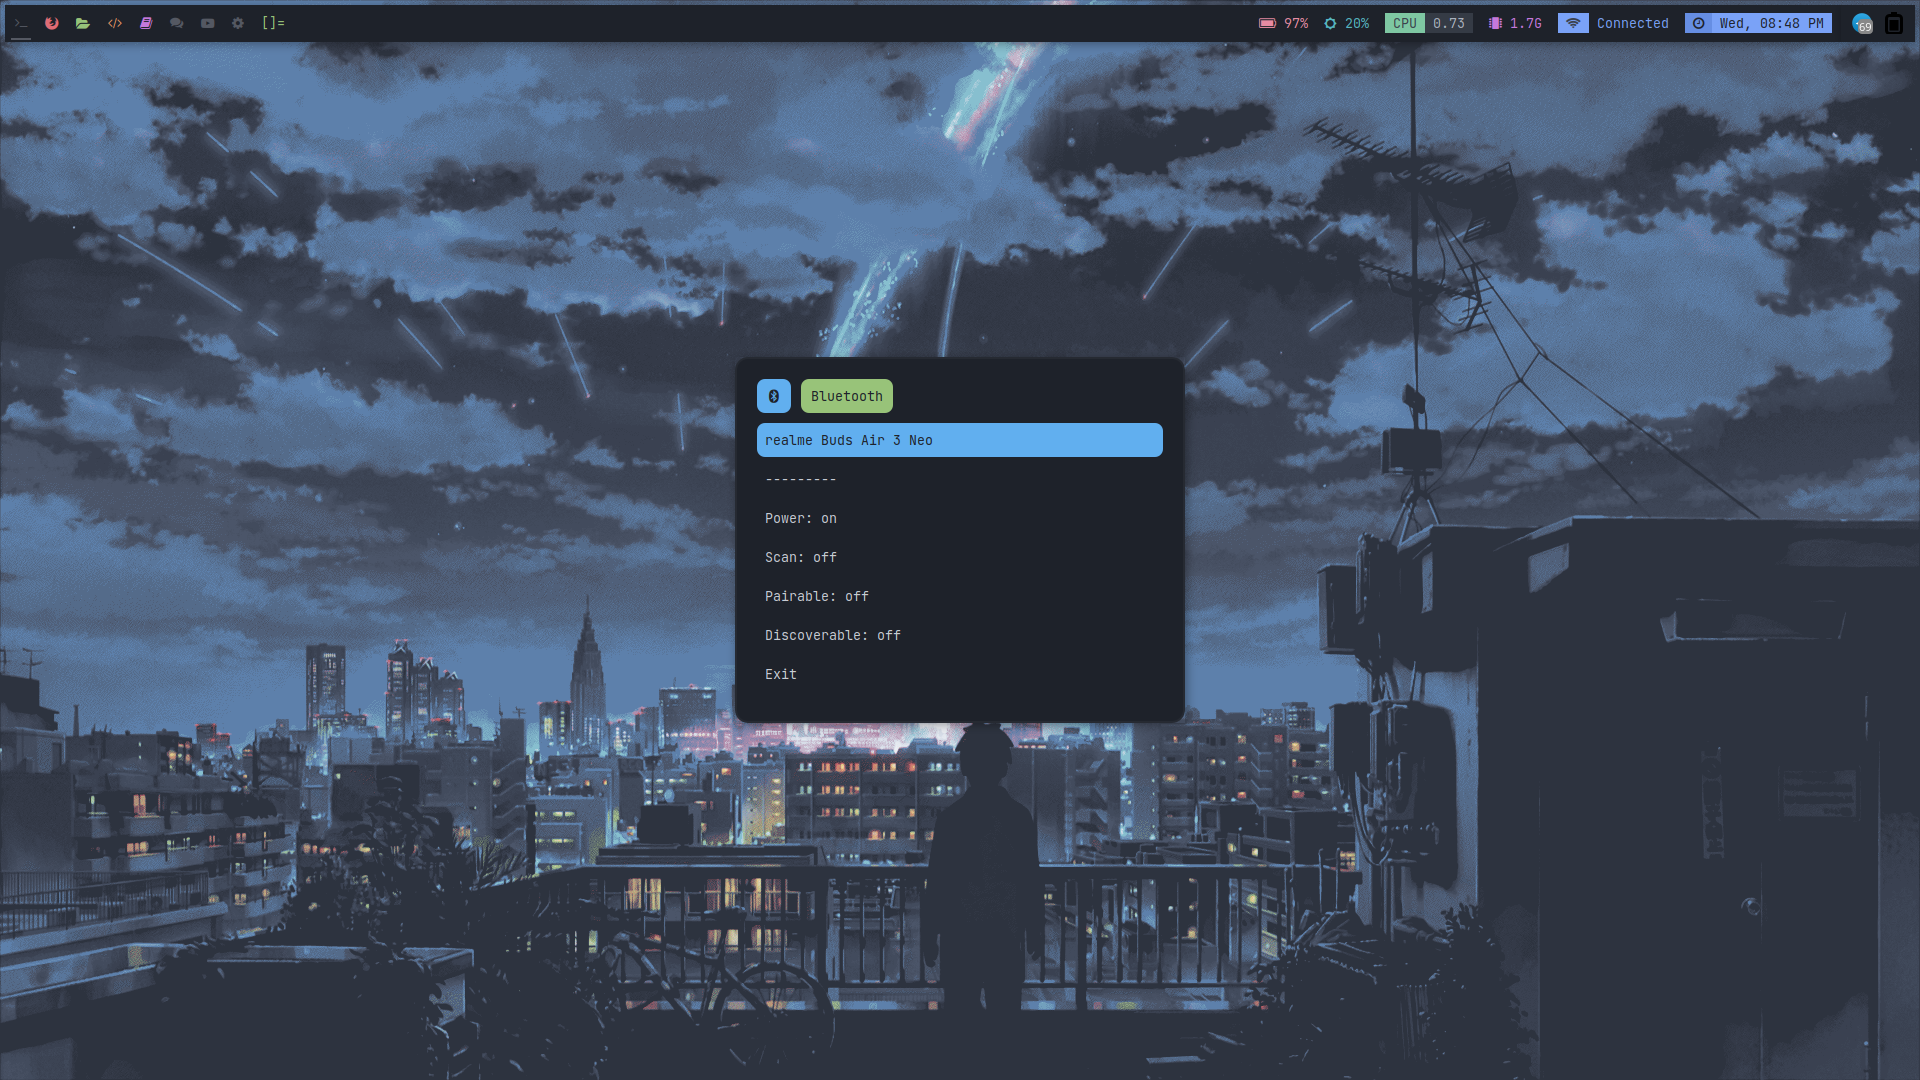 >_ </> []= 97% 20% CPU 0.73 1.7G Connected Wed, 08:48 PM 69
Bluetooth
realme Buds Air 3 Neo
---------
Power: on
Scan: off
Pairable: off
Discoverable: off
Exit